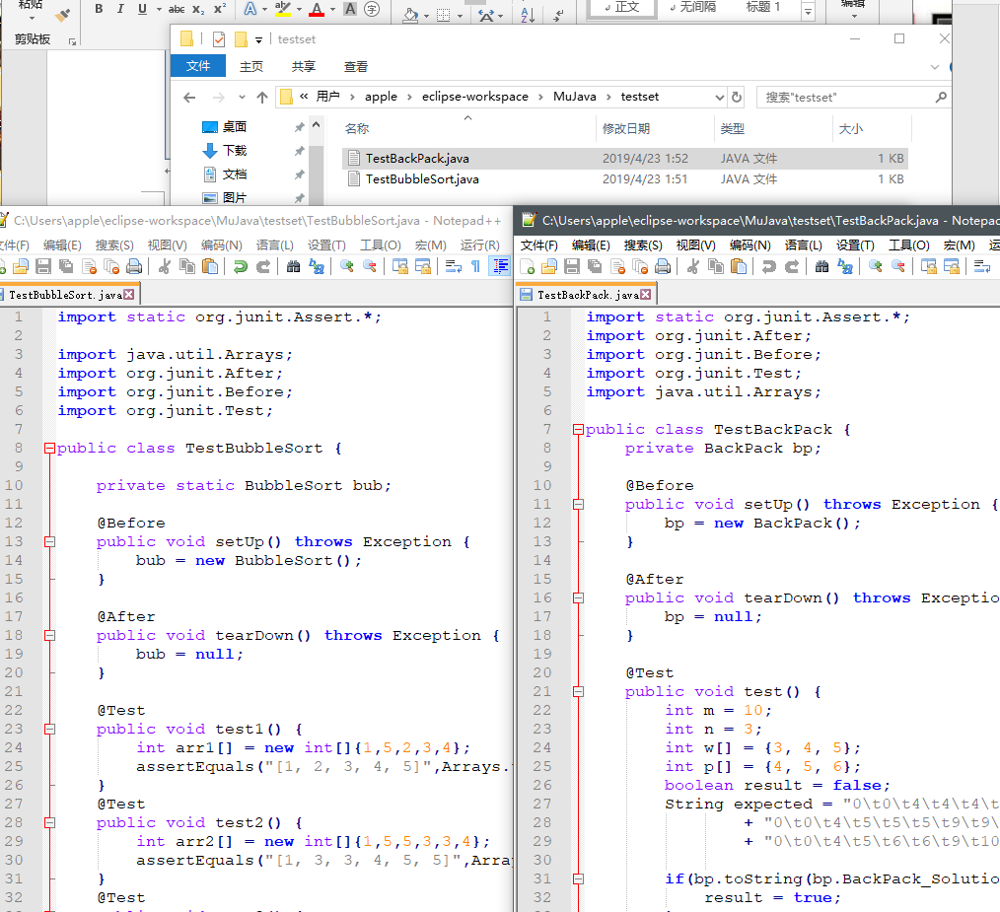 粘贴 B I U abc X₂ X² A aby A A 字 A A↓Z ↲ 正文 ↲ 无间隔 标题 1 编辑
剪贴板
testset
文件 主页 共享 查看
« 用户 › apple › eclipse-workspace › MuJava › testset 搜索"testset"
桌面
下载
文档
图片
名称 修改日期 类型 大小
TestBackPack.java 2019/4/23 1:52 JAVA 文件 1 KB
TestBubbleSort.java 2019/4/23 1:51 JAVA 文件 1 KB
C:\Users\apple\eclipse-workspace\MuJava\testset\TestBubbleSort.java - Notepad++
文件(F) 编辑(E) 搜索(S) 视图(V) 编码(N) 语言(L) 设置(T) 工具(O) 宏(M) 运行(R)
TestBubbleSort.java
1 import static org.junit.Assert.*;
2
3 import java.util.Arrays;
4 import org.junit.After;
5 import org.junit.Before;
6 import org.junit.Test;
7
8 public class TestBubbleSort {
9
10 private static BubbleSort bub;
11
12 @Before
13 public void setUp() throws Exception {
14 bub = new BubbleSort();
15 }
16
17 @After
18 public void tearDown() throws Exception {
19 bub = null;
20 }
21
22 @Test
23 public void test1() {
24 int arr1[] = new int[]{1,5,2,3,4};
25 assertEquals("[1, 2, 3, 4, 5]",Arrays.
26 }
27 @Test
28 public void test2() {
29 int arr2[] = new int[]{1,5,5,3,3,4};
30 assertEquals("[1, 3, 3, 4, 5, 5]",Arra
31 }
32 @Test
C:\Users\apple\eclipse-workspace\MuJava\testset\TestBackPack.java - Notepad
文件(F) 编辑(E) 搜索(S) 视图(V) 编码(N) 语言(L) 设置(T) 工具(O) 宏(M) 运
TestBackPack.java
1 import static org.junit.Assert.*;
2 import org.junit.After;
3 import org.junit.Before;
4 import org.junit.Test;
5 import java.util.Arrays;
6
7 public class TestBackPack {
8 private BackPack bp;
9
10 @Before
11 public void setUp() throws Exception {
12 bp = new BackPack();
13 }
14
15 @After
16 public void tearDown() throws Exceptio
17 bp = null;
18 }
19
20 @Test
21 public void test() {
22 int m = 10;
23 int n = 3;
24 int w[] = {3, 4, 5};
25 int p[] = {4, 5, 6};
26 boolean result = false;
27 String expected = "0\t0\t4\t4\t4\t
28 + "0\t0\t4\t5\t5\t5\t9\t9\
29 + "0\t0\t4\t5\t6\t6\t9\t10
30
31 if(bp.toString(bp.BackPack_Solutio
32 result = true;